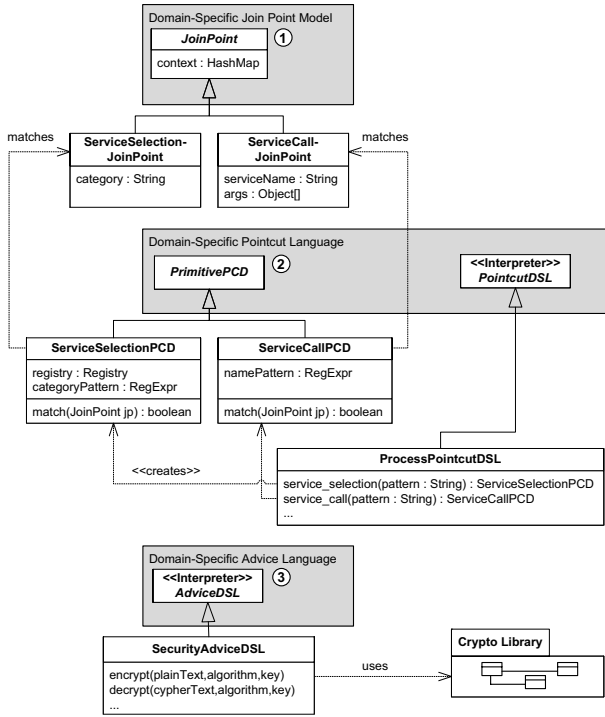 Domain-Specific Join Point Model
JoinPoint
1
context : HashMap
matches
matches
ServiceSelection-
JoinPoint
category : String
ServiceCall-
JoinPoint
serviceName : String
args : Object[]
Domain-Specific Pointcut Language
PrimitivePCD
2
<<Interpreter>>
PointcutDSL
ServiceSelectionPCD
registry : Registry
categoryPattern : RegExpr
match(JoinPoint jp) : boolean
ServiceCallPCD
namePattern : RegExpr
match(JoinPoint jp) : boolean
<<creates>>
ProcessPointcutDSL
service_selection(pattern : String) : ServiceSelectionPCD
service_call(pattern : String) : ServiceCallPCD
...
Domain-Specific Advice Language
<<Interpreter>>
AdviceDSL
3
SecurityAdviceDSL
encrypt(plainText,algorithm,key)
decrypt(cypherText,algorithm,key)
...
uses
Crypto Library